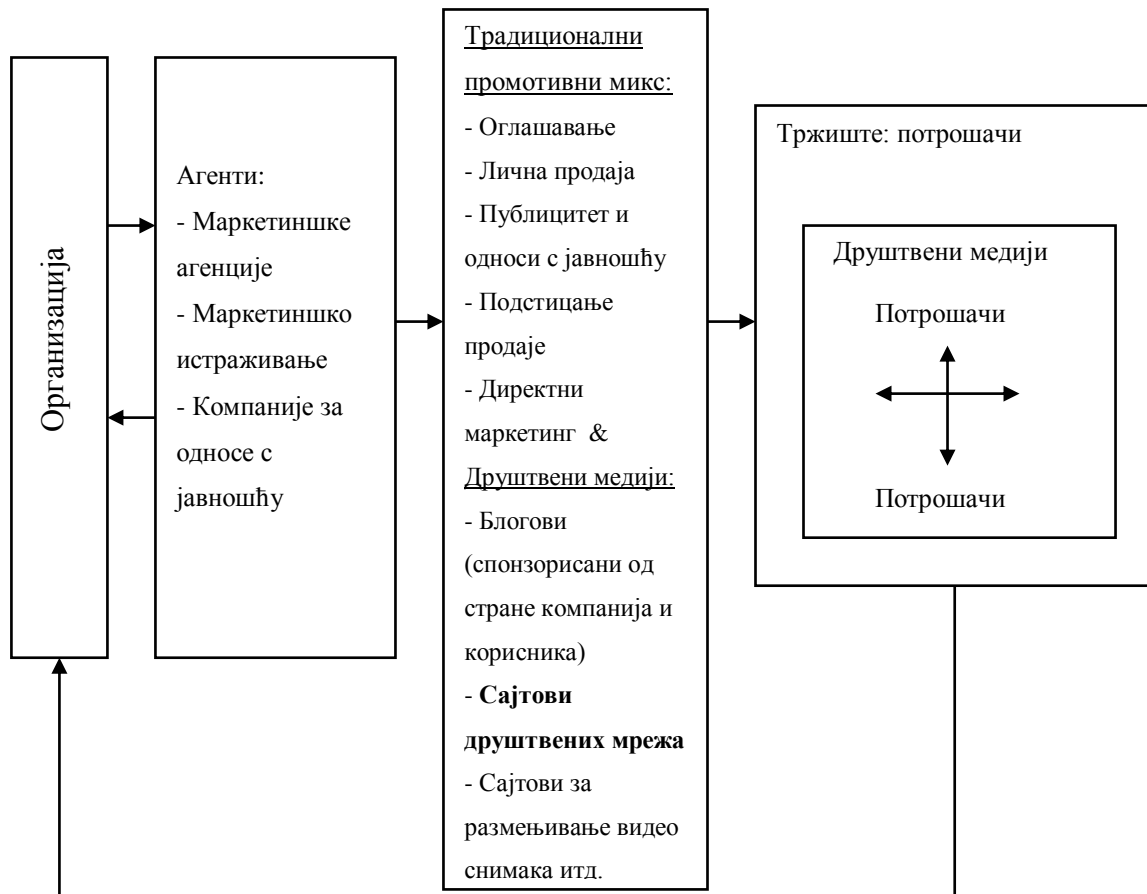 Организација
Агенти:
- Маркетиншке
агенције
- Маркетиншко
истраживање
- Компаније за
односе с
јавношћу
Традиционални
промотивни микс:
- Оглашавање
- Лична продаја
- Публицитет и
односи с јавношћу
- Подстицање
продаје
- Директни
маркетинг &
Друштвени медији:
- Блогови
(спонзорисани од
стране компанија и
корисника)
- Сајтови
друштвених мрежа
- Сајтови за
размењивање видео
снимака итд.
Тржиште: потрошачи
Друштвени медији
Потрошачи
Потрошачи